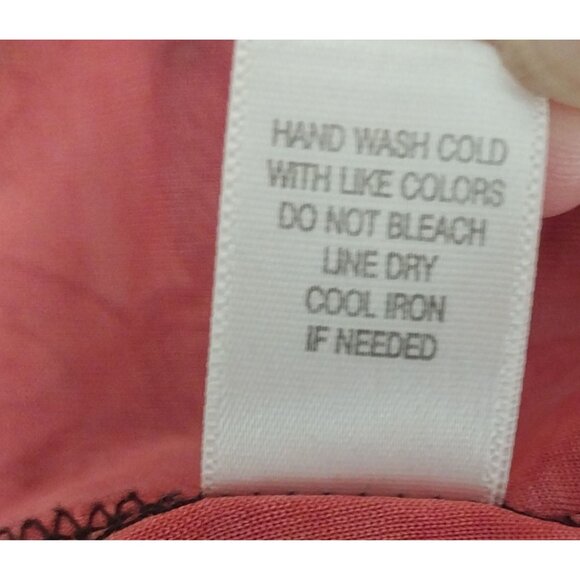 HAND WASH COLD
WITH LIKE COLORS
DO NOT BLEACH
LINE DRY
COOL IRON
IF NEEDED